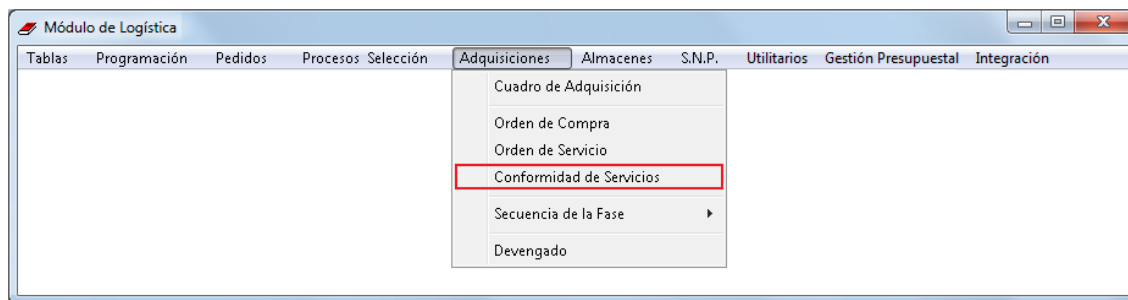 Módulo de Logística
Tablas Programación Pedidos Procesos Selección Adquisiciones Almacenes S.N.P. Utilitarios Gestión Presupuestal Integración
Cuadro de Adquisición
Orden de Compra
Orden de Servicio
Conformidad de Servicios
Secuencia de la Fase
Devengado